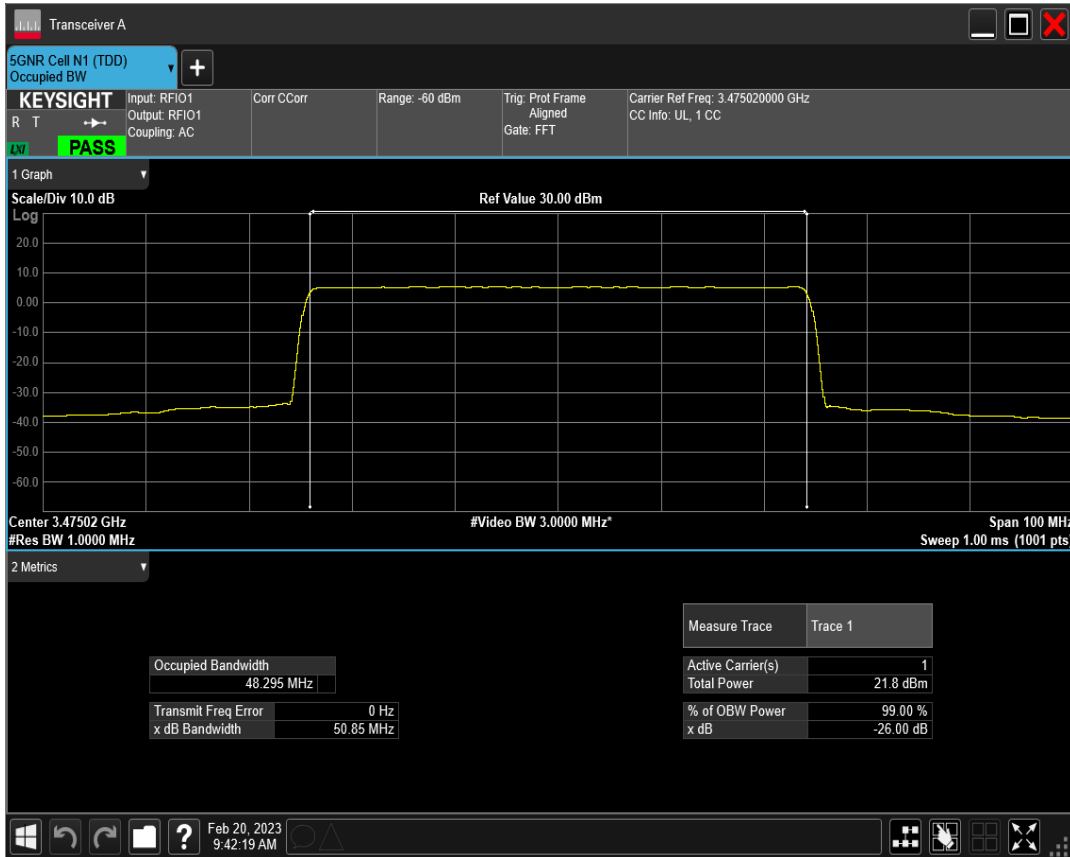 Transceiver A
5GNR Cell N1 (TDD)
Occupied BW
+
KEYSIGHT
R T
LXI
PASS
Input: RFIO1
Output: RFIO1
Coupling: AC
Corr CCorr
Range: -60 dBm
Trig: Prot Frame
Aligned
Gate: FFT
Carrier Ref Freq: 3.475020000 GHz
CC Info: UL, 1 CC
1 Graph
Scale/Div 10.0 dB
Ref Value 30.00 dBm
Log
20.0
10.0
0.00
-10.0
-20.0
-30.0
-40.0
-50.0
-60.0
Center 3.47502 GHz
#Video BW 3.0000 MHz*
Span 100 MHz
#Res BW 1.0000 MHz
Sweep 1.00 ms (1001 pts)
2 Metrics
Measure Trace Trace 1
Occupied Bandwidth
48.295 MHz
Active Carrier(s) 1
Total Power 21.8 dBm
Transmit Freq Error 0 Hz
x dB Bandwidth 50.85 MHz
% of OBW Power 99.00 %
x dB -26.00 dB
?
Feb 20, 2023
9:42:19 AM